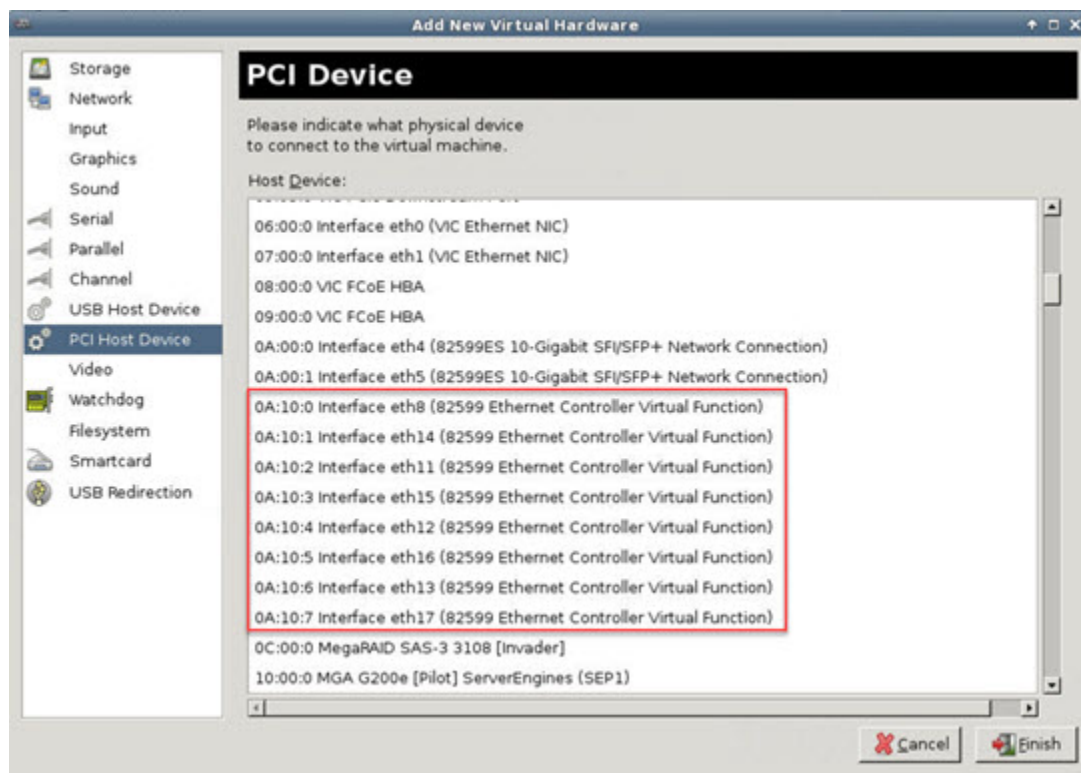 Add New Virtual Hardware
Storage
Network
Input
Graphics
Sound
Serial
Parallel
Channel
USB Host Device
PCI Host Device
Video
Watchdog
Filesystem
Smartcard
USB Redirection
PCI Device
Please indicate what physical device
to connect to the virtual machine.
Host Device:
06:00:0 Interface eth0 (VIC Ethernet NIC)
07:00:0 Interface eth1 (VIC Ethernet NIC)
08:00:0 VIC FCoE HBA
09:00:0 VIC FCoE HBA
0A:00:0 Interface eth4 (82599ES 10-Gigabit SFI/SFP+ Network Connection)
0A:00:1 Interface eth5 (82599ES 10-Gigabit SFI/SFP+ Network Connection)
0A:10:0 Interface eth8 (82599 Ethernet Controller Virtual Function)
0A:10:1 Interface eth14 (82599 Ethernet Controller Virtual Function)
0A:10:2 Interface eth11 (82599 Ethernet Controller Virtual Function)
0A:10:3 Interface eth15 (82599 Ethernet Controller Virtual Function)
0A:10:4 Interface eth12 (82599 Ethernet Controller Virtual Function)
0A:10:5 Interface eth16 (82599 Ethernet Controller Virtual Function)
0A:10:6 Interface eth13 (82599 Ethernet Controller Virtual Function)
0A:10:7 Interface eth17 (82599 Ethernet Controller Virtual Function)
0C:00:0 MegaRAID SAS-3 3108 [Invader]
10:00:0 MGA G200e [Pilot] ServerEngines (SEP1)
Cancel
Finish